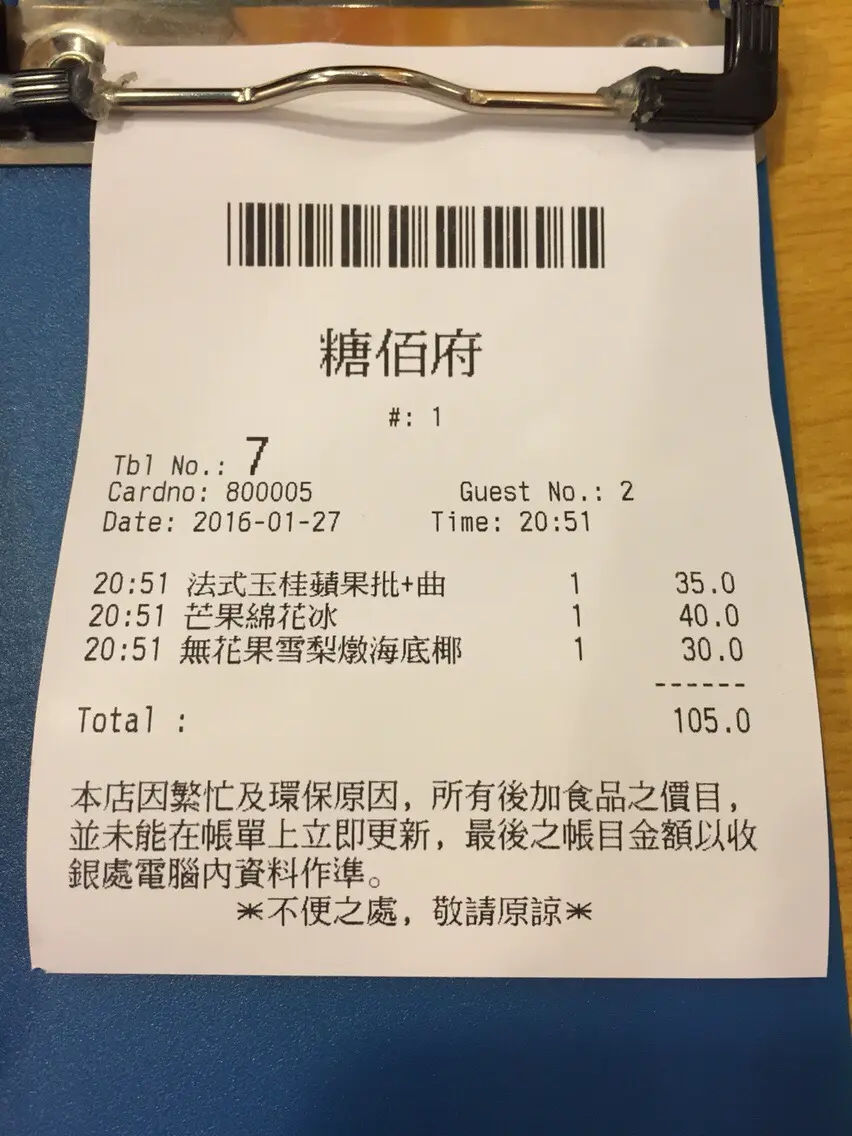 糖佰府
#: 1
Tbl No.: 7
Cardno: 800005 Guest No.: 2
Date: 2016-01-27 Time: 20:51
20:51 法式玉桂蘋果批+曲 1 35.0
20:51 芒果綿花冰 1 40.0
20:51 無花果雪梨燉海底椰 1 30.0
------
Total : 105.0
本店因繁忙及環保原因，所有後加食品之價目，
並未能在帳單上立即更新，最後之帳目金額以收
銀處電腦內資料作準。
*不便之處，敬請原諒*